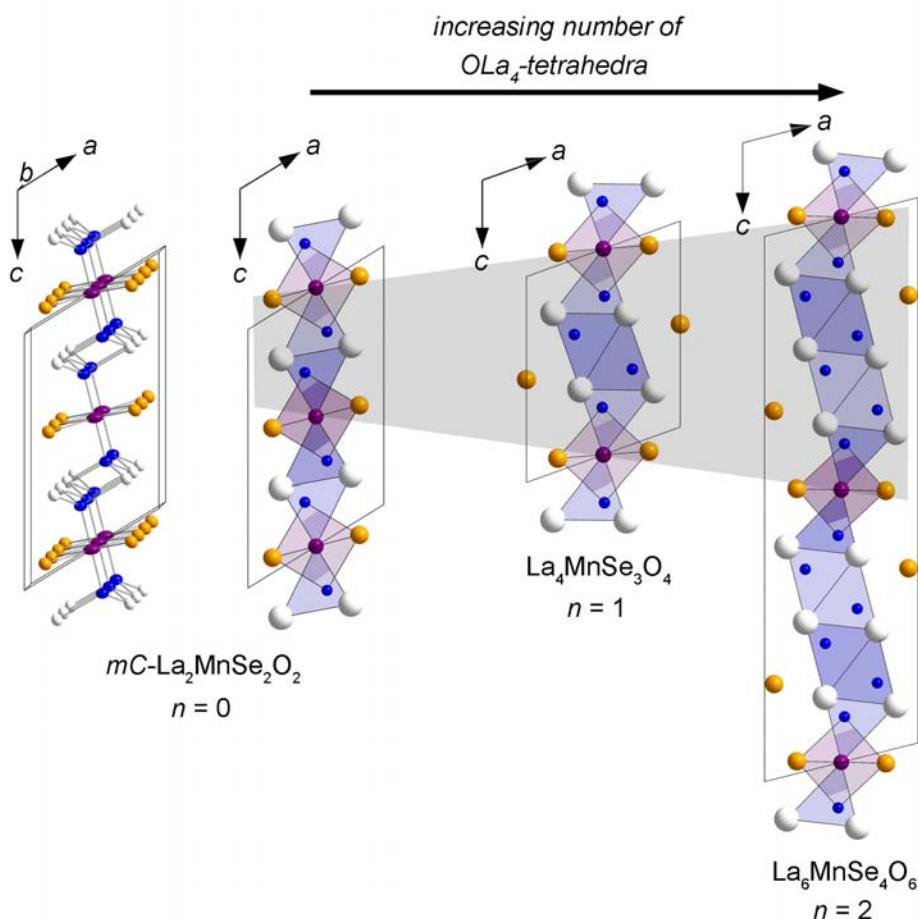 increasing number of
OLa₄-tetrahedra
a
b
c
a
c
a
c
a
c
mC-La₂MnSe₂O₂
n = 0
La₄MnSe₃O₄
n = 1
La₆MnSe₄O₆
n = 2